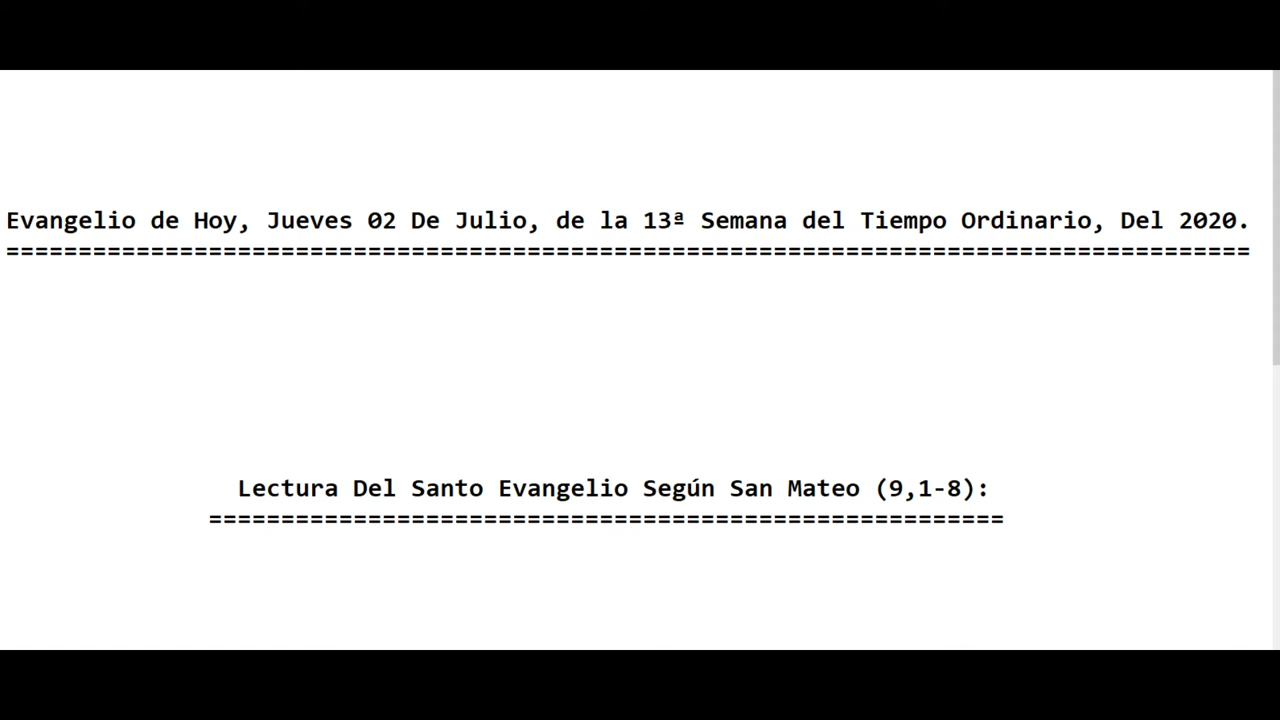 Evangelio de Hoy, Jueves 02 De Julio, de la 13ª Semana del Tiempo Ordinario, Del 2020.
======================================================================================
Lectura Del Santo Evangelio Según San Mateo (9,1-8):
=======================================================